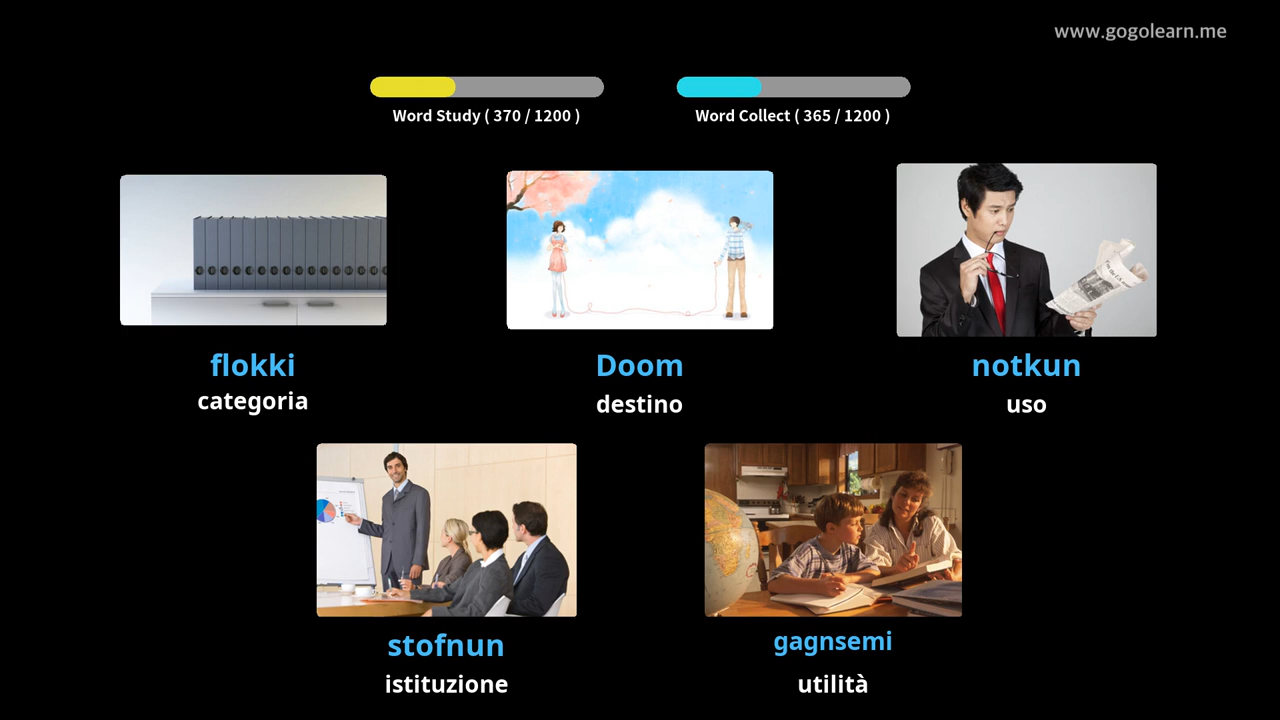 www.gogolearn.me
Word Study ( 370 / 1200 )
Word Collect ( 365 / 1200 )
flokki
categoria
Doom
destino
notkun
uso
stofnun
istituzione
gagnsemi
utilità